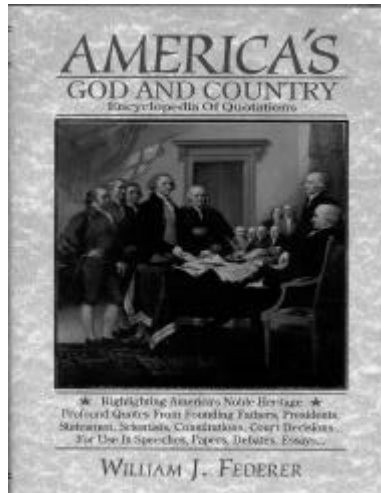 AMERICA'S
GOD AND COUNTRY
Encyclopedia Of Quotations
★ Highlighting America's Noble Heritage ★
Profound Quotes From Founding Fathers, Presidents,
Statesmen, Scientists, Constitutions, Court Decisions
For Use In Speeches, Papers, Debates, Essays...
WILLIAM J. FEDERER